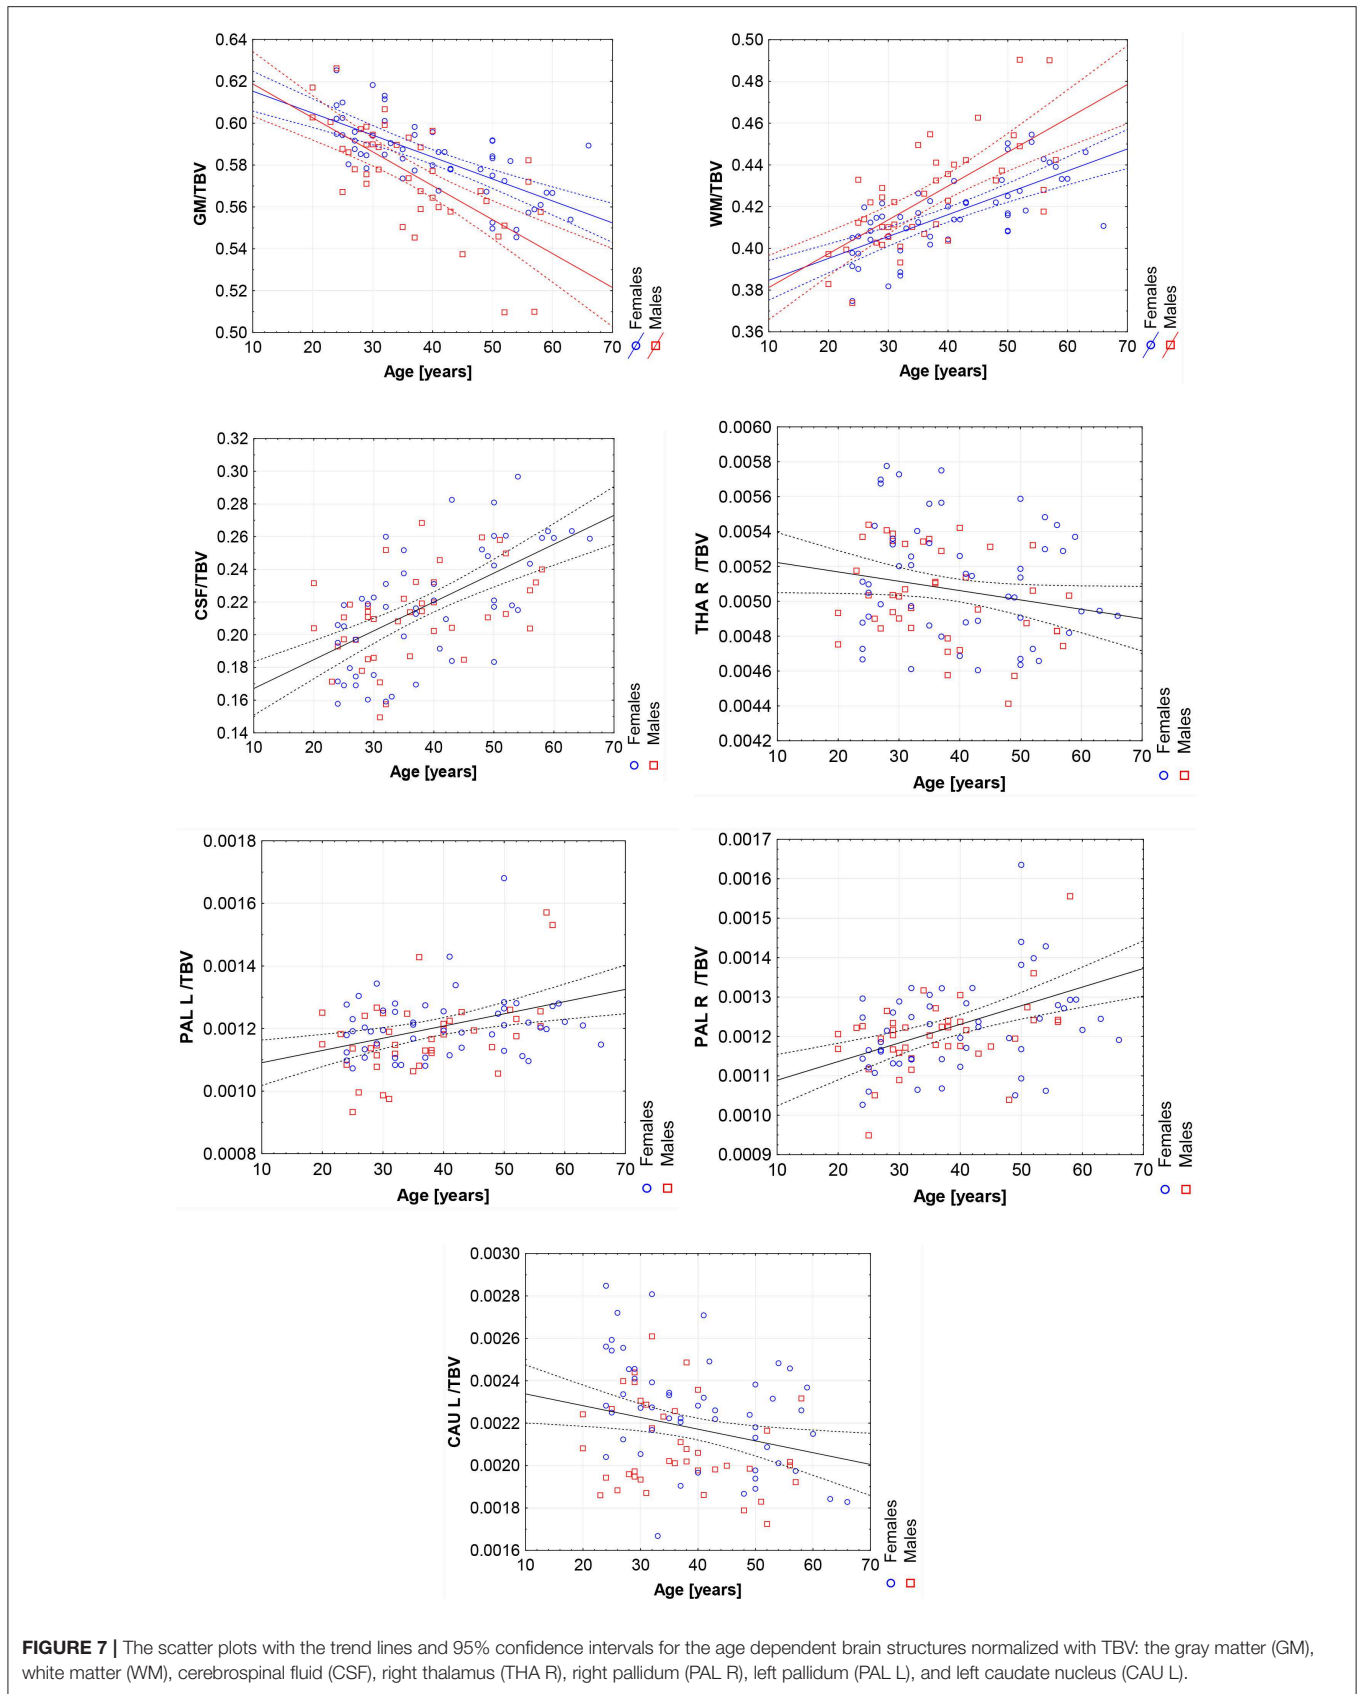 0.64
0.62
0.60
0.58
0.56
0.54
0.52
0.50
GM/TBV
10 20 30 40 50 60 70
Age [years]
Females
Males
0.50
0.48
0.46
0.44
0.42
0.40
0.38
0.36
WM/TBV
10 20 30 40 50 60 70
Age [years]
Females
Males
0.32
0.30
0.28
0.26
0.24
0.22
0.20
0.18
0.16
0.14
CSF/TBV
10 20 30 40 50 60 70
Age [years]
Females
Males
0.0060
0.0058
0.0056
0.0054
0.0052
0.0050
0.0048
0.0046
0.0044
0.0042
THA R /TBV
10 20 30 40 50 60 70
Age [years]
Females
Males
0.0018
0.0016
0.0014
0.0012
0.0010
0.0008
PAL L /TBV
10 20 30 40 50 60 70
Age [years]
Females
Males
0.0017
0.0016
0.0015
0.0014
0.0013
0.0012
0.0011
0.0010
0.0009
PAL R /TBV
10 20 30 40 50 60 70
Age [years]
Females
Males
0.0030
0.0028
0.0026
0.0024
0.0022
0.0020
0.0018
0.0016
CAU L /TBV
10 20 30 40 50 60 70
Age [years]
Females
Males
FIGURE 7 | The scatter plots with the trend lines and 95% confidence intervals for the age dependent brain structures normalized with TBV: the gray matter (GM),
white matter (WM), cerebrospinal fluid (CSF), right thalamus (THA R), right pallidum (PAL R), left pallidum (PAL L), and left caudate nucleus (CAU L).